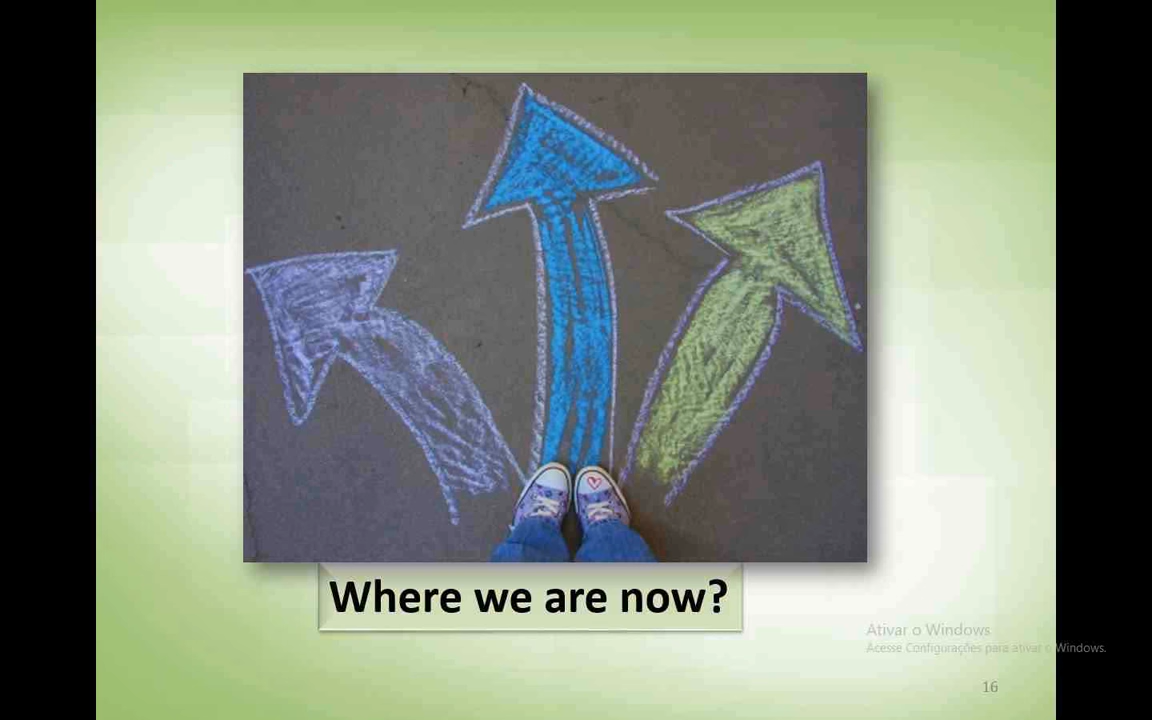 Where we are now?
Ativar o Windows
Acesse Configurações para ativar o Windows.
16